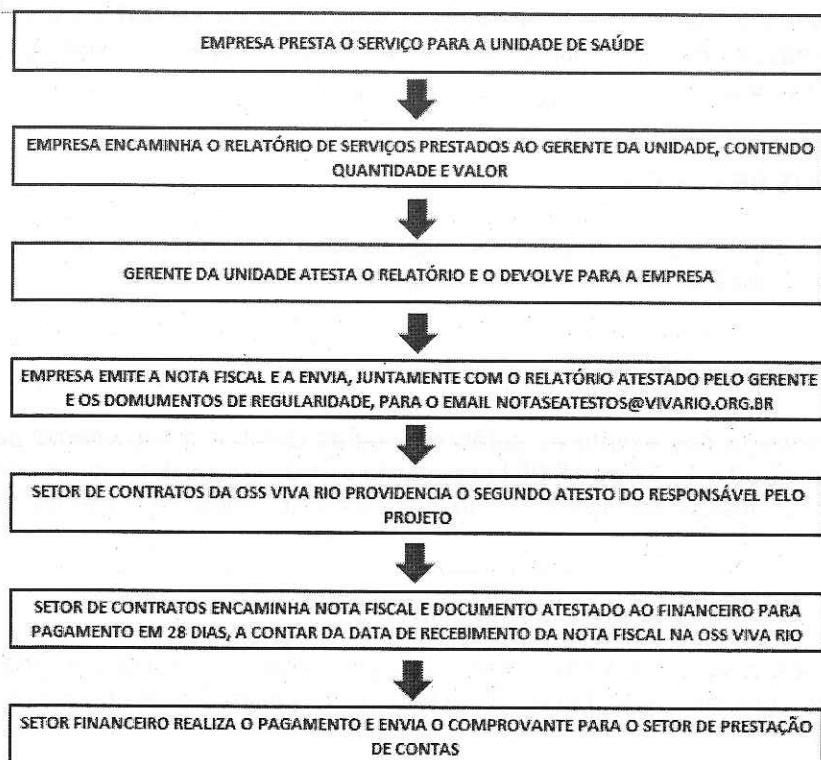 EMPRESA PRESTA O SERVIÇO PARA A UNIDADE DE SAÚDE
EMPRESA ENCAMINHA O RELATÓRIO DE SERVIÇOS PRESTADOS AO GERENTE DA UNIDADE, CONTENDO
QUANTIDADE E VALOR
GERENTE DA UNIDADE ATESTA O RELATÓRIO E O DEVOLVE PARA A EMPRESA
EMPRESA EMITE A NOTA FISCAL E A ENVIA, JUNTAMENTE COM O RELATÓRIO ATESTADO PELO GERENTE
E OS DOMUMENTOS DE REGULARIDADE, PARA O EMAIL NOTASEATESTOS@VIVARIO.ORG.BR
SETOR DE CONTRATOS DA OSS VIVA RIO PROVIDENCIA O SEGUNDO ATESTO DO RESPONSÁVEL PELO
PROJETO
SETOR DE CONTRATOS ENCAMINHA NOTA FISCAL E DOCUMENTO ATESTADO AO FINANCEIRO PARA
PAGAMENTO EM 28 DIAS, A CONTAR DA DATA DE RECEBIMENTO DA NOTA FISCAL NA OSS VIVA RIO
SETOR FINANCEIRO REALIZA O PAGAMENTO E ENVIA O COMPROVANTE PARA O SETOR DE PRESTAÇÃO
DE CONTAS